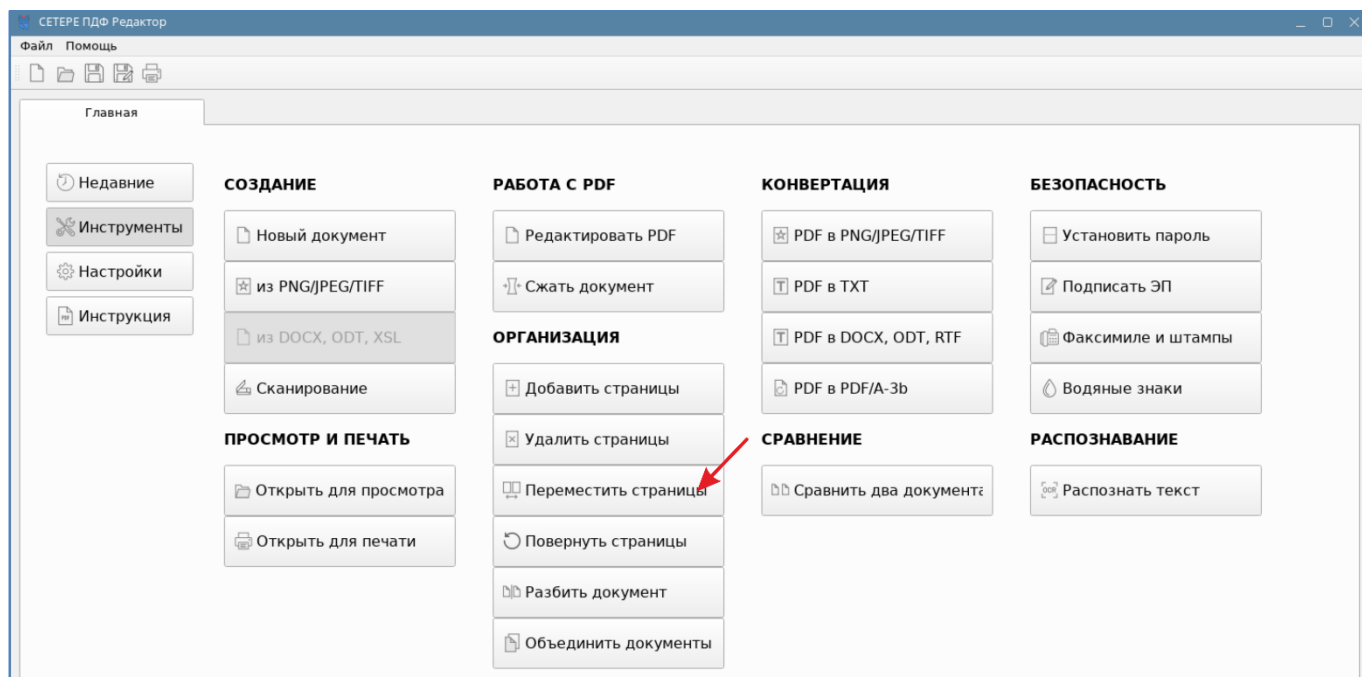 СЕТЕРЕ ПДФ Редактор
Файл Помощь
Главная
Недавние
Инструменты
Настройки
Инструкция
СОЗДАНИЕ
Новый документ
из PNG/JPEG/TIFF
из DOCX, ODT, XSL
Сканирование
ПРОСМОТР И ПЕЧАТЬ
Открыть для просмотра
Открыть для печати
РАБОТА С PDF
Редактировать PDF
Сжать документ
ОРГАНИЗАЦИЯ
Добавить страницы
Удалить страницы
Переместить страницы
Повернуть страницы
Разбить документ
Объединить документы
КОНВЕРТАЦИЯ
PDF в PNG/JPEG/TIFF
PDF в TXT
PDF в DOCX, ODT, RTF
PDF в PDF/A-3b
СРАВНЕНИЕ
Сравнить два документа
БЕЗОПАСНОСТЬ
Установить пароль
Подписать ЭП
Факсимиле и штампы
Водяные знаки
РАСПОЗНАВАНИЕ
Распознать текст